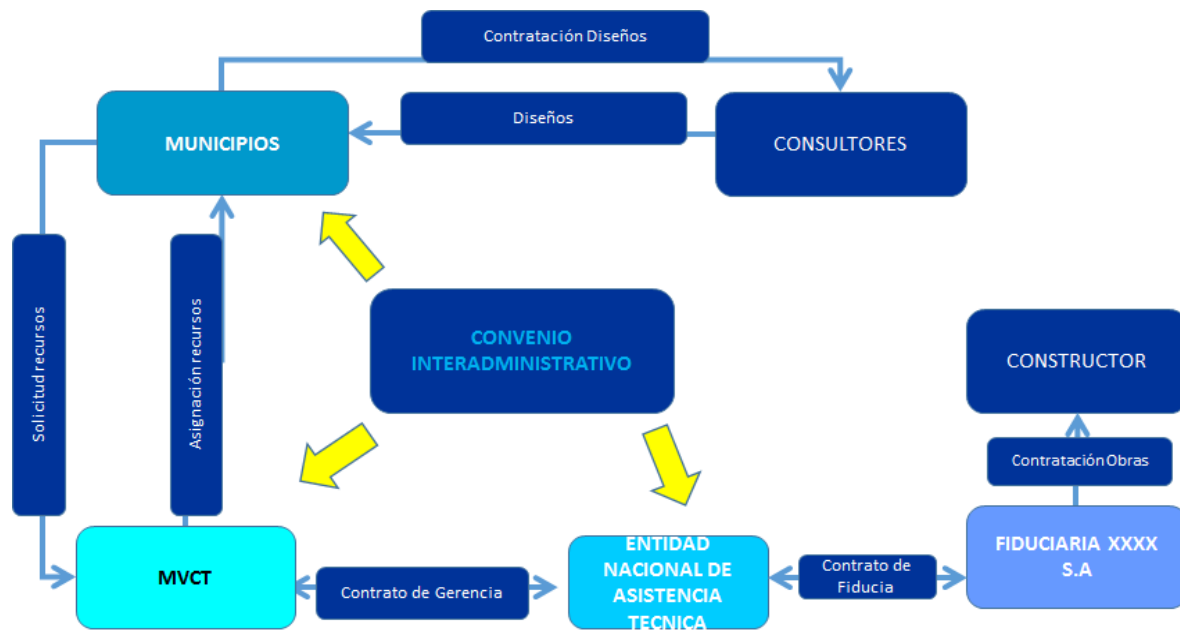 Contratación Diseños
MUNICIPIOS
Diseños
CONSULTORES
Solicitud recursos
Asignación recursos
CONVENIO
INTERADMINISTRATIVO
CONSTRUCTOR
Contratación Obras
MVCT
Contrato de Gerencia
ENTIDAD
NACIONAL DE
ASISTENCIA
TECNICA
Contrato de
Fiducia
FIDUCIARIA XXXX
S.A